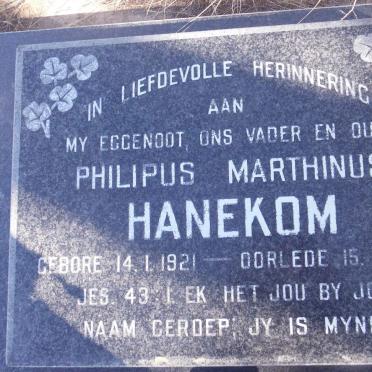 IN LIEFDEVOLLE HERINNERING
AAN
MY EGGENOOT, ONS VADER EN OU
PHILIPUS MARTHINUS
HANEKOM
GEBORE 14.1.1921 — OORLEDE 15.
JES. 43:1. EK HET JOU BY JO
NAAM GEROEP; JY IS MYN